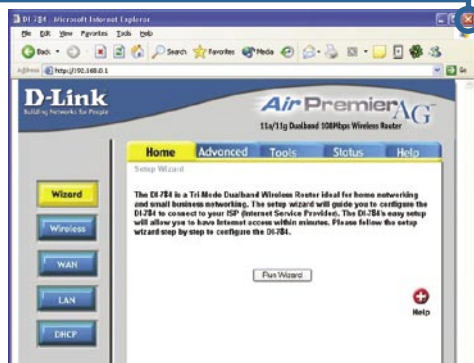 DI-784 - Microsoft Internet Explorer
File Edit View Favorites Tools Help
Back Search Favorites Media
Address http://192.168.0.1 Go
D-Link
Building Networks for People
Air PremierAG
11a/11g Dualband 108Mbps Wireless Router
Home Advanced Tools Status Help
Setup Wizard
Wizard
The DI-784 is a Tri-Mode Dualband Wireless Router ideal for home networking
and small business networking. The setup wizard will guide you to configure the
DI-784 to connect to your ISP (Internet Service Provider). The DI-784's easy setup
will allow you to have Internet access within minutes. Please follow the setup
wizard step by step to configure the DI-784.
Wireless
Run Wizard
WAN
LAN
Help
DHCP